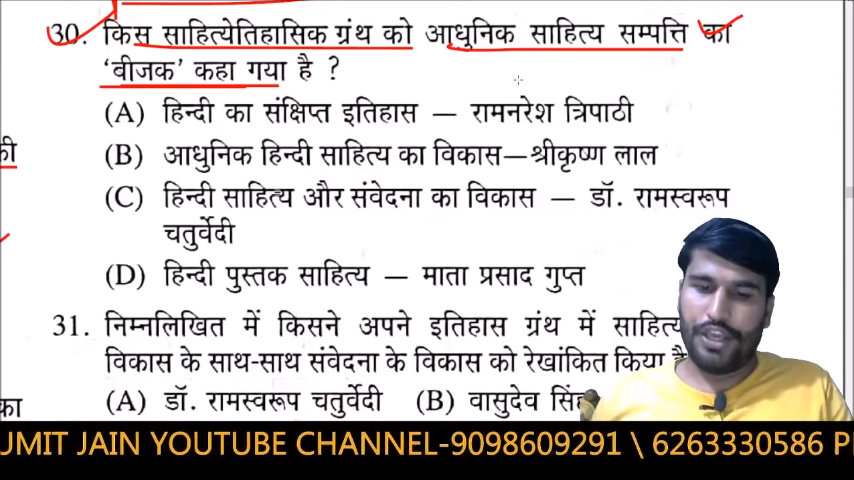 30. किस साहित्येतिहासिक ग्रंथ को आधुनिक साहित्य सम्पत्ति का
'बीजक' कहा गया है ?
(A) हिन्दी का संक्षिप्त इतिहास — रामनरेश त्रिपाठी
(B) आधुनिक हिन्दी साहित्य का विकास—श्रीकृष्ण लाल
(C) हिन्दी साहित्य और संवेदना का विकास — डॉ. रामस्वरूप
चतुर्वेदी
(D) हिन्दी पुस्तक साहित्य — माता प्रसाद गुप्त
31. निम्नलिखित में किसने अपने इतिहास ग्रंथ में
विकास के साथ-साथ संवेदना के विकास को रेखांकित किया है
(A) डॉ. रामस्वरूप चतुर्वेदी (B) वासुदेव सिंह
का
JMIT JAIN YOUTUBE CHANNEL-9098609291 \ 6263330586 P